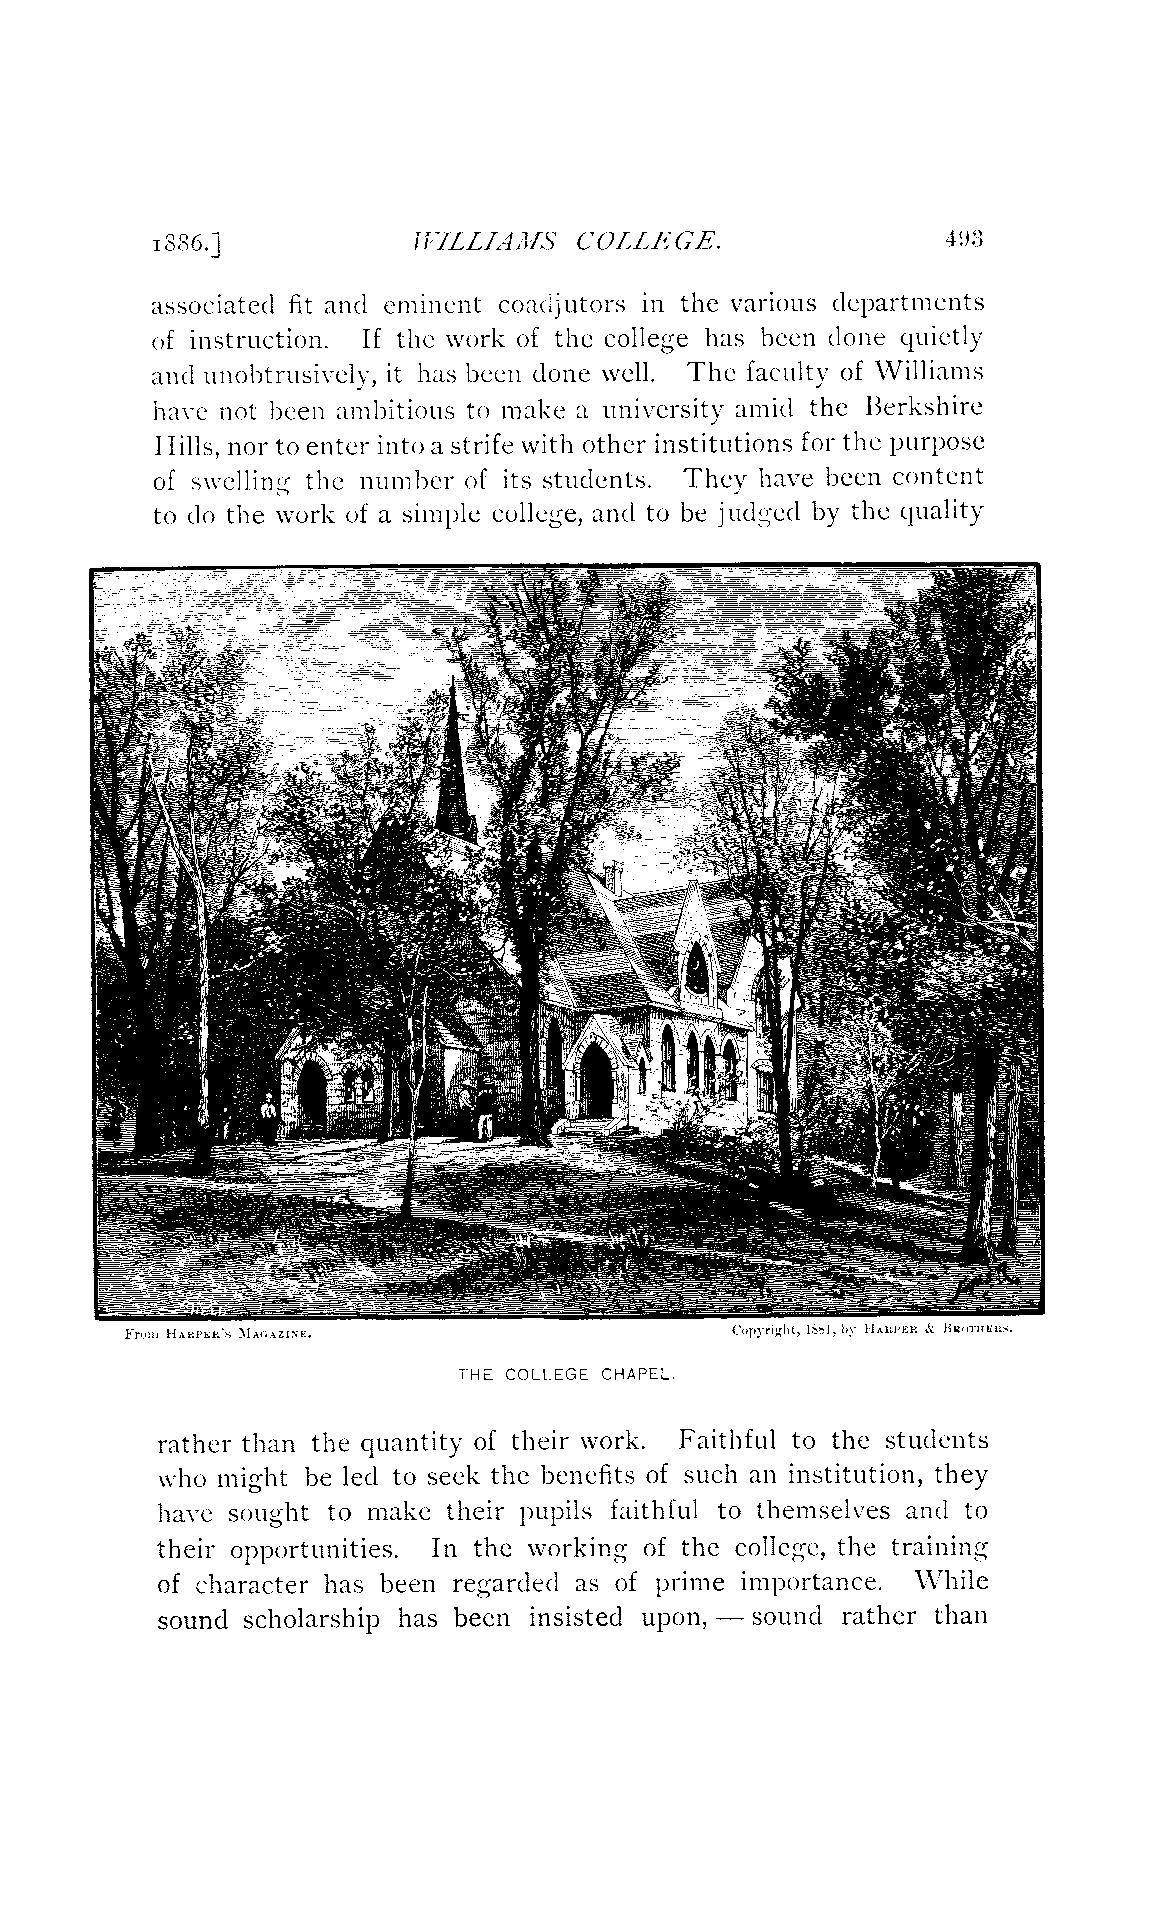 1886.] WILLIAMS COLLEGE. 493
associated fit and eminent coadjutors in the various departments
of instruction. If the work of the college has been done quietly
and unobtrusively, it has been done well. The faculty of Williams
have not been ambitious to make a university amid the Berkshire
Hills, nor to enter into a strife with other institutions for the purpose
of swelling the number of its students. They have been content
to do the work of a simple college, and to be judged by the quality
From HARPER'S MAGAZINE. Copyright, 1881, by HARPER & BROTHERS.
THE COLLEGE CHAPEL.
rather than the quantity of their work. Faithful to the students
who might be led to seek the benefits of such an institution, they
have sought to make their pupils faithful to themselves and to
their opportunities. In the working of the college, the training
of character has been regarded as of prime importance. While
sound scholarship has been insisted upon, — sound rather than